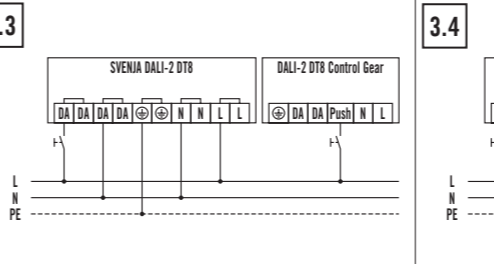 .3
3.4
SVENJA DALI-2 DT8
DALI-2 DT8 Control Gear
DA DA DA DA N N L L
DA DA Push N L
L
N
PE
L
N
PE